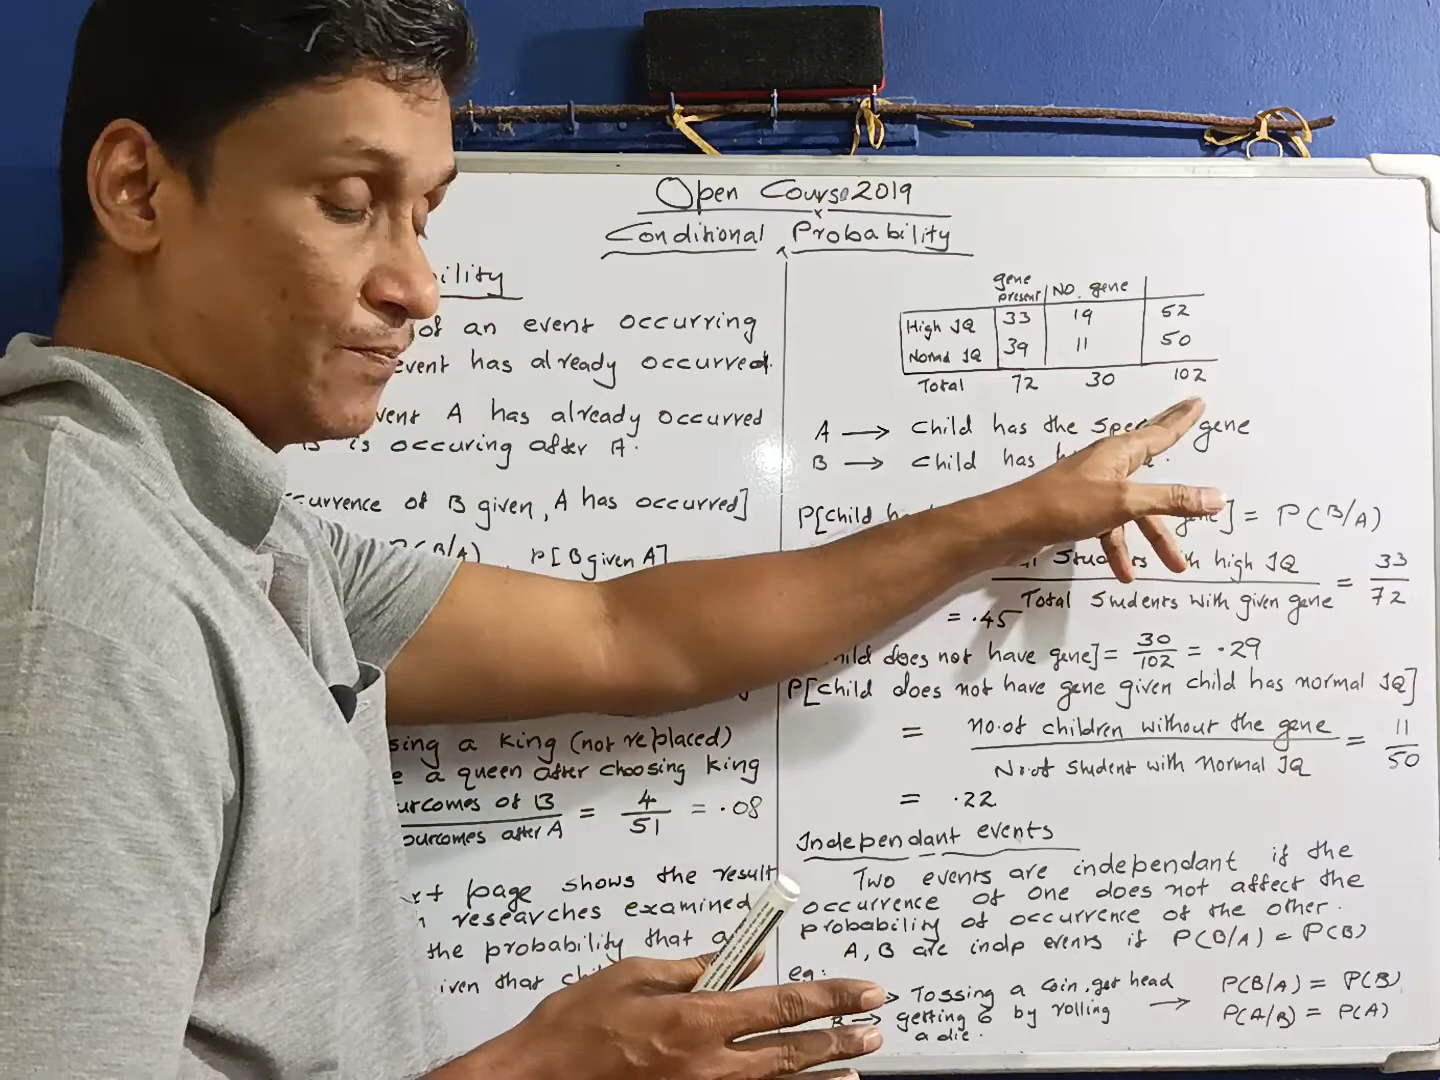 Open Course 2019
Conditional Probability
ility
of an event occurring
event has already occurred.
vent A has already occurred
B is occuring after A.
currence of B given, A has occurred]
P(B/A), P[B given A]
sing a king (not replaced)
e a queen after choosing king
outcomes of B / outcomes after A = 4/51 = .08
rt page shows the result
h researches examined
the probability that a
iven that ch
gene present NO. gene
High IQ 33 19 52
Normal IQ 39 11 50
Total 72 30 102
A → child has the spec gene
B → child has h
P[child h gene] = P(B/A)
Students with high IQ / Total Students with given gene = 33/72
= .45
hild does not have gene] = 30/102 = .29
P[child does not have gene given child has normal IQ]
= no. of children without the gene / No. of student with Normal IQ = 11/50
= .22
Independant events
Two events are independant if the
occurrence of one does not affect the
probability of occurrence of the other.
A, B are indp events if P(B/A) = P(B)
eg:
→ Tossing a coin, get head
B → getting 6 by rolling
a die.
→ P(B/A) = P(B)
P(A/B) = P(A)